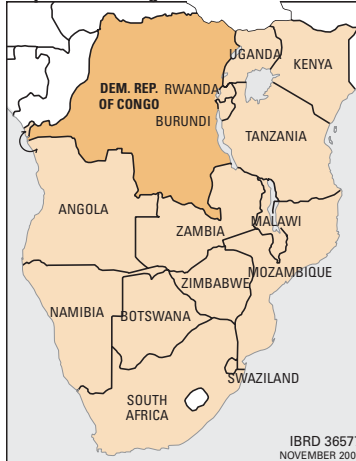 UGANDA
KENYA
DEM. REP.
OF CONGO
RWANDA
BURUNDI
TANZANIA
ANGOLA
MALAWI
ZAMBIA
MOZAMBIQUE
ZIMBABWE
NAMIBIA
BOTSWANA
SWAZILAND
SOUTH
AFRICA
IBRD 3657
NOVEMBER 200